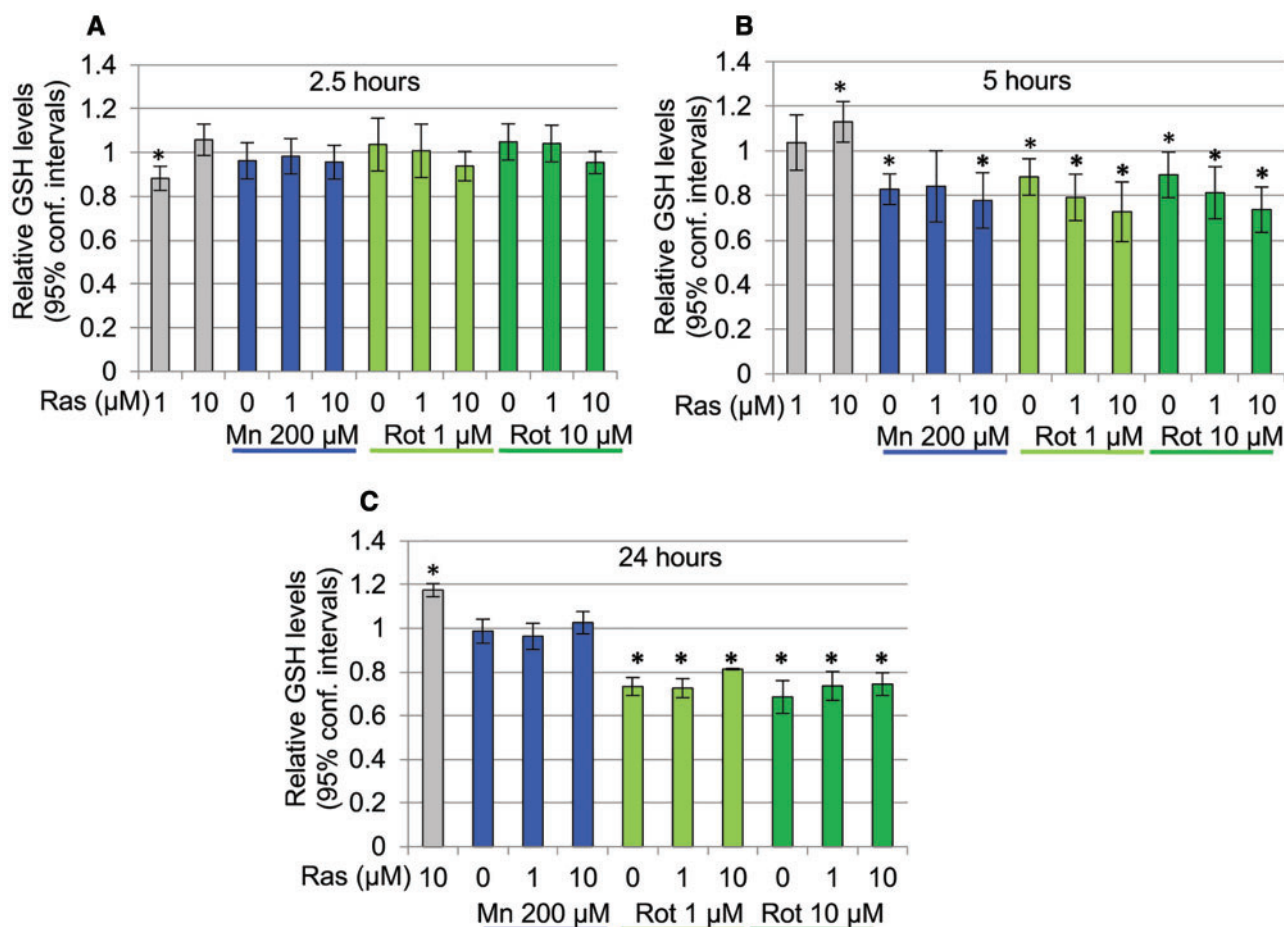 A
Relative GSH levels
(95% conf. intervals)
2.5 hours
1.4
1.2
1
0.8
0.6
0.4
0.2
0
*
Ras (µM) 1 10 0 1 10 0 1 10 0 1 10
Mn 200 µM Rot 1 µM Rot 10 µM
B
Relative GSH levels
(95% conf. intervals)
5 hours
1.4
1.2
1
0.8
0.6
0.4
0.2
0
* * * * * * * * *
Ras (µM) 1 10 0 1 10 0 1 10 0 1 10
Mn 200 µM Rot 1 µM Rot 10 µM
C
Relative GSH levels
(95% conf. intervals)
24 hours
1.4
1.2
1
0.8
0.6
0.4
0.2
0
* * * * * * *
Ras (µM) 10 0 1 10 0 1 10 0 1 10
Mn 200 µM Rot 1 µM Rot 10 µM